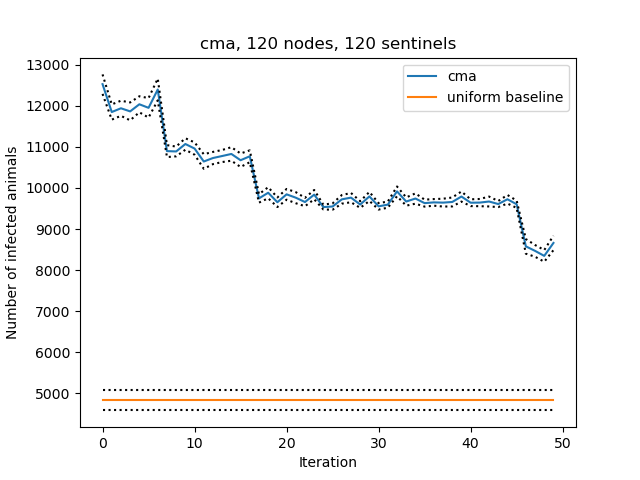 cma, 120 nodes, 120 sentinels
cma
uniform baseline
Number of infected animals
13000
12000
11000
10000
9000
8000
7000
6000
5000
0 10 20 30 40 50
Iteration